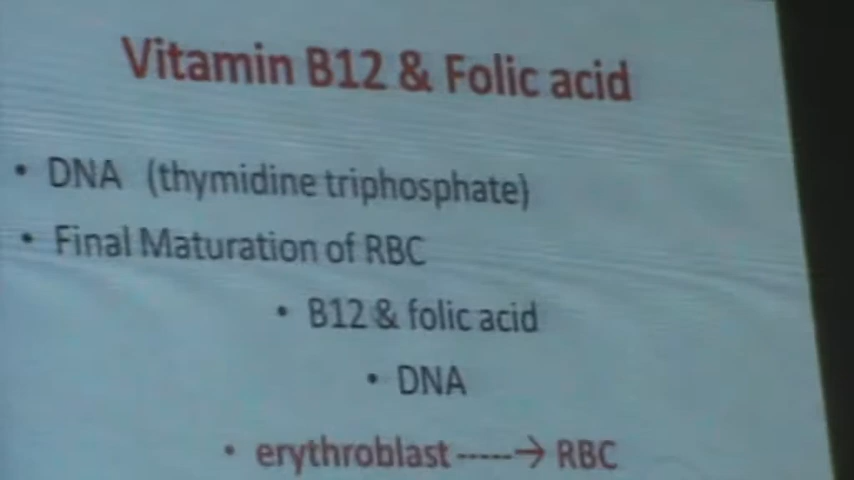 Vitamin B12 & Folic acid
• DNA (thymidine triphosphate)
• Final Maturation of RBC
• B12 & folic acid
• DNA
• erythroblast -----→ RBC